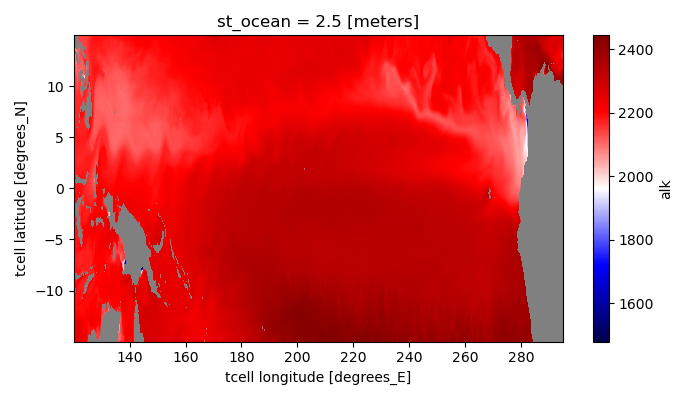 st_ocean = 2.5 [meters]
10
5
0
−5
−10
tcell latitude [degrees_N]
140 160 180 200 220 240 260 280
tcell longitude [degrees_E]
2400
2200
2000
1800
1600
alk